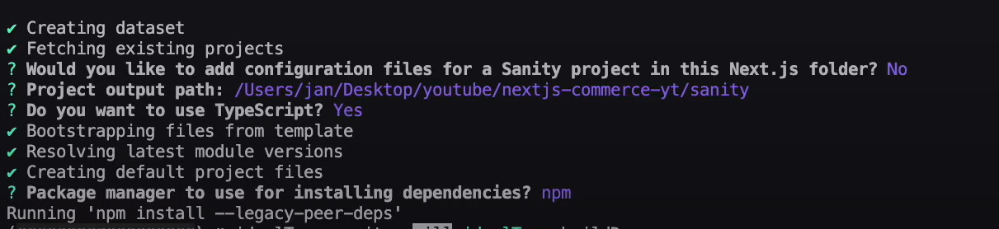 ✔ Creating dataset
✔ Fetching existing projects
? Would you like to add configuration files for a Sanity project in this Next.js folder? No
? Project output path: /Users/jan/Desktop/youtube/nextjs-commerce-yt/sanity
? Do you want to use TypeScript? Yes
✔ Bootstrapping files from template
✔ Resolving latest module versions
✔ Creating default project files
? Package manager to use for installing dependencies? npm
Running 'npm install --legacy-peer-deps'